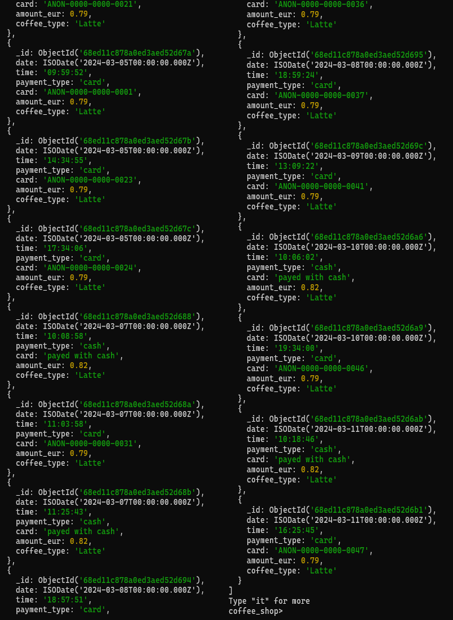 card: 'ANON-0000-0000-0021',
amount_eur: 0.79,
coffee_type: 'Latte'
},
{
_id: ObjectId('68ed11c878a0ed3aed52d67a'),
date: ISODate('2024-03-05T00:00:00.000Z'),
time: '09:59:52',
payment_type: 'card',
card: 'ANON-0000-0000-0001',
amount_eur: 0.79,
coffee_type: 'Latte'
},
{
_id: ObjectId('68ed11c878a0ed3aed52d67b'),
date: ISODate('2024-03-05T00:00:00.000Z'),
time: '14:34:55',
payment_type: 'card',
card: 'ANON-0000-0000-0023',
amount_eur: 0.79,
coffee_type: 'Latte'
},
{
_id: ObjectId('68ed11c878a0ed3aed52d67c'),
date: ISODate('2024-03-05T00:00:00.000Z'),
time: '17:34:06',
payment_type: 'card',
card: 'ANON-0000-0000-0024',
amount_eur: 0.79,
coffee_type: 'Latte'
},
{
_id: ObjectId('68ed11c878a0ed3aed52d688'),
date: ISODate('2024-03-07T00:00:00.000Z'),
time: '10:08:58',
payment_type: 'cash',
card: 'payed with cash',
amount_eur: 0.82,
coffee_type: 'Latte'
},
{
_id: ObjectId('68ed11c878a0ed3aed52d68a'),
date: ISODate('2024-03-07T00:00:00.000Z'),
time: '11:03:58',
payment_type: 'card',
card: 'ANON-0000-0000-0031',
amount_eur: 0.79,
coffee_type: 'Latte'
},
{
_id: ObjectId('68ed11c878a0ed3aed52d68b'),
date: ISODate('2024-03-07T00:00:00.000Z'),
time: '11:25:43',
payment_type: 'cash',
card: 'payed with cash',
amount_eur: 0.82,
coffee_type: 'Latte'
},
{
_id: ObjectId('68ed11c878a0ed3aed52d694'),
date: ISODate('2024-03-08T00:00:00.000Z'),
time: '18:57:51',
payment_type: 'card',
card: 'ANON-0000-0000-0036',
amount_eur: 0.79,
coffee_type: 'Latte'
},
{
_id: ObjectId('68ed11c878a0ed3aed52d695'),
date: ISODate('2024-03-08T00:00:00.000Z'),
time: '18:59:24',
payment_type: 'card',
card: 'ANON-0000-0000-0037',
amount_eur: 0.79,
coffee_type: 'Latte'
},
{
_id: ObjectId('68ed11c878a0ed3aed52d69c'),
date: ISODate('2024-03-09T00:00:00.000Z'),
time: '13:09:22',
payment_type: 'card',
card: 'ANON-0000-0000-0041',
amount_eur: 0.79,
coffee_type: 'Latte'
},
{
_id: ObjectId('68ed11c878a0ed3aed52d6a6'),
date: ISODate('2024-03-10T00:00:00.000Z'),
time: '10:06:02',
payment_type: 'cash',
card: 'payed with cash',
amount_eur: 0.82,
coffee_type: 'Latte'
},
{
_id: ObjectId('68ed11c878a0ed3aed52d6a9'),
date: ISODate('2024-03-10T00:00:00.000Z'),
time: '19:34:00',
payment_type: 'card',
card: 'ANON-0000-0000-0046',
amount_eur: 0.79,
coffee_type: 'Latte'
},
{
_id: ObjectId('68ed11c878a0ed3aed52d6ab'),
date: ISODate('2024-03-11T00:00:00.000Z'),
time: '10:18:46',
payment_type: 'cash',
card: 'payed with cash',
amount_eur: 0.82,
coffee_type: 'Latte'
},
{
_id: ObjectId('68ed11c878a0ed3aed52d6b1'),
date: ISODate('2024-03-11T00:00:00.000Z'),
time: '16:25:45',
payment_type: 'card',
card: 'ANON-0000-0000-0047',
amount_eur: 0.79,
coffee_type: 'Latte'
}
]
Type "it" for more
coffee_shop>